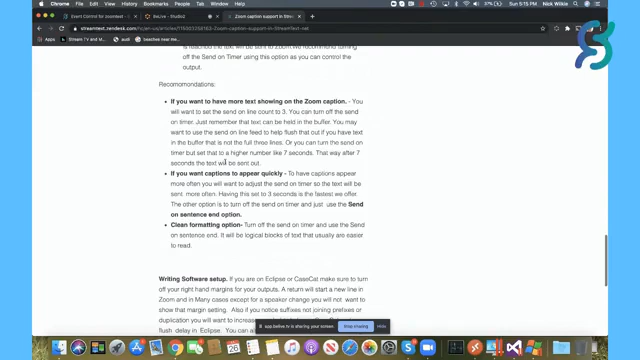 Chrome File Edit View History Bookmarks Profiles Tab Window Help
Nick Wilkie
Event Control for Zoomtext
BeLive - Studio2
Zoom caption support in Stre
Apps
Stream TV and M
beachtek near me
is reached the text will be sent to Zoom.We recommend turning
off the Send on Timer using this option as you can control the
output.
Recomomondations:
If you want to have more text showing on the Zoom caption. - You
will want to set the send on line count to 3. You can turn off the send
on timer. Just remember that text can be held in the buffer. You may
want to use the send on line feed to help flush that out if you have text
in the buffer that is not the full three lines. Or you can turn the send on
timer but set that to a higher number like 7 seconds. That way after 7
seconds the text will be sent out.
If you want captions to appear quickly - To have captions
appear more often you will want to adjust the send on timer so the text will be
sent. more often. Having this set to 3 seconds is the fastest we offer.
The other option is to turn off the send on timer and just use the Send
on sentence end option.
Clean formatting option- Turn off the send on timer and use the Send
on sentence end. It will be logical blocks of text that usually are easier
to read.
Writing Software setup. If you are on Eclipse or CaseCat make sure to turn
off your right hand margins for your outputs. A return will start a new line in
Zoom and in Many cases except for a speaker change you will not want to
show that margin setting. Also if you notice suffixes not joining prefixes or
duplication you will want to increase
flush delay in Eclipse. You can al
app.belive.tv is sharing your screen.
Stop sharing
Hide
26